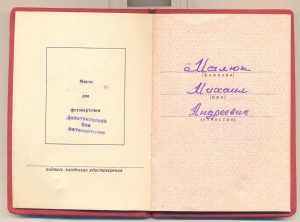 Место
для
фотокарточки
Действительно
без
фотокарточки
подпись владельца удостоверения
Малюк
(фамилия)
Михаил
(имя)
Андреевич
(отчество)